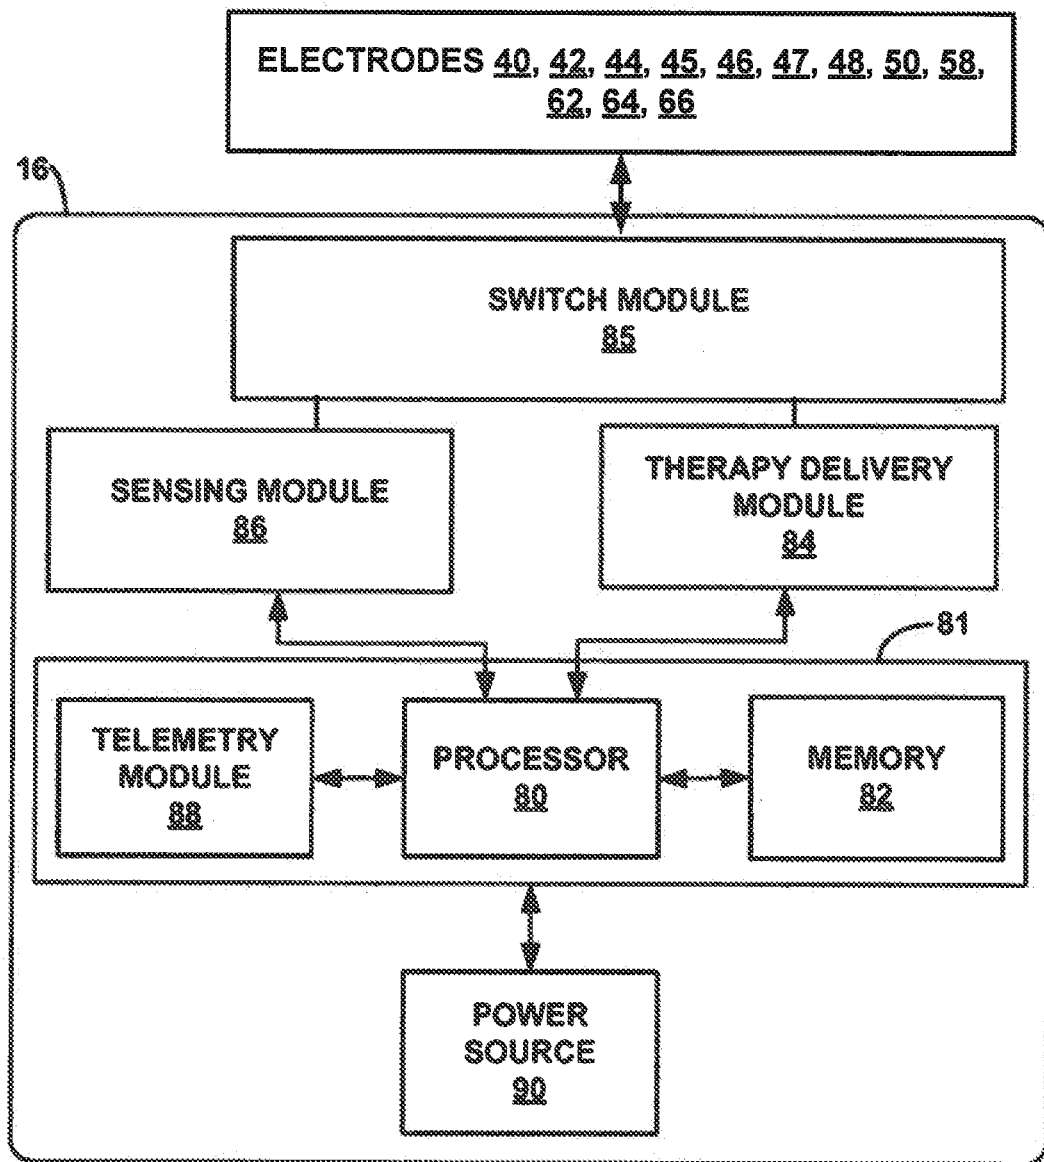 ELECTRODES 40, 42, 44, 45, 46, 47, 48, 50, 58,
62, 64, 66
16
SWITCH MODULE
85
SENSING MODULE
86
THERAPY DELIVERY
MODULE
84
81
TELEMETRY
MODULE
88
PROCESSOR
80
MEMORY
82
POWER
SOURCE
90